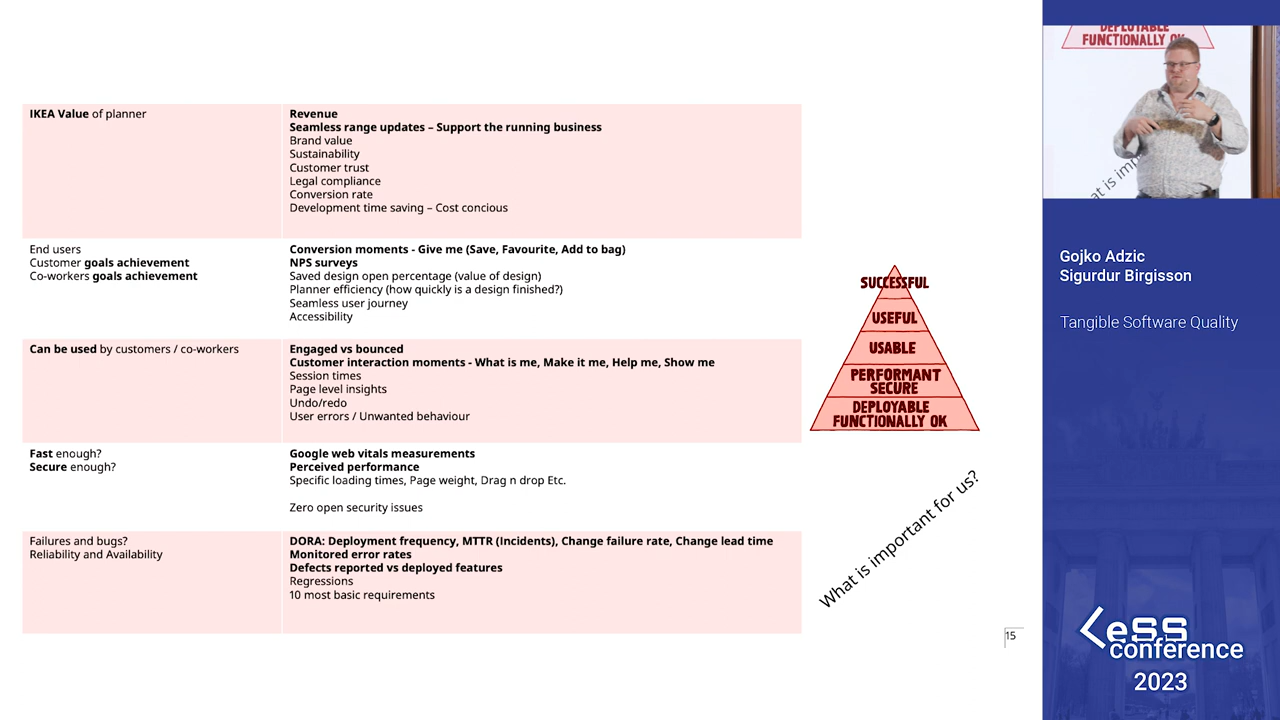 IKEA Value of planner
Revenue
Seamless range updates – Support the running business
Brand value
Sustainability
Customer trust
Legal compliance
Conversion rate
Development time saving – Cost concious
End users
Customer goals achievement
Co-workers goals achievement
Conversion moments - Give me (Save, Favourite, Add to bag)
NPS surveys
Saved design open percentage (value of design)
Planner efficiency (how quickly is a design finished?)
Seamless user journey
Accessibility
Can be used by customers / co-workers
Engaged vs bounced
Customer interaction moments - What is me, Make it me, Help me, Show me
Session times
Page level insights
Undo/redo
User errors / Unwanted behaviour
Fast enough?
Secure enough?
Google web vitals measurements
Perceived performance
Specific loading times, Page weight, Drag n drop Etc.
Zero open security issues
Failures and bugs?
Reliability and Availability
DORA: Deployment frequency, MTTR (Incidents), Change failure rate, Change lead time
Monitored error rates
Defects reported vs deployed features
Regressions
10 most basic requirements
SUCCESSFUL
USEFUL
USABLE
PERFORMANT
SECURE
DEPLOYABLE
FUNCTIONALLY OK
What is important for us?
15
DEPLOYABLE
FUNCTIONALLY OK
at is imp
Gojko Adzic
Sigurdur Birgisson
Tangible Software Quality
LeSS
conference
2023